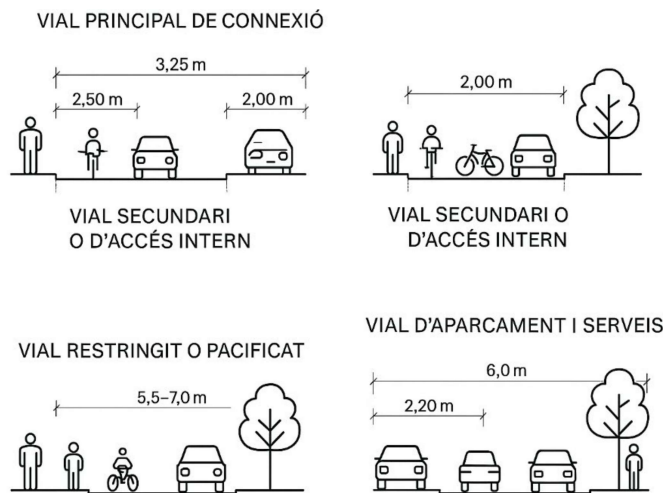 VIAL PRINCIPAL DE CONNEXIÓ
3,25 m
2,50 m
2,00 m
VIAL SECUNDARI
O D'ACCÉS INTERN
2,00 m
VIAL SECUNDARI O
D'ACCÉS INTERN
VIAL RESTRINGIT O PACIFICAT
5,5–7,0 m
VIAL D'APARCAMENT I SERVEIS
6,0 m
2,20 m